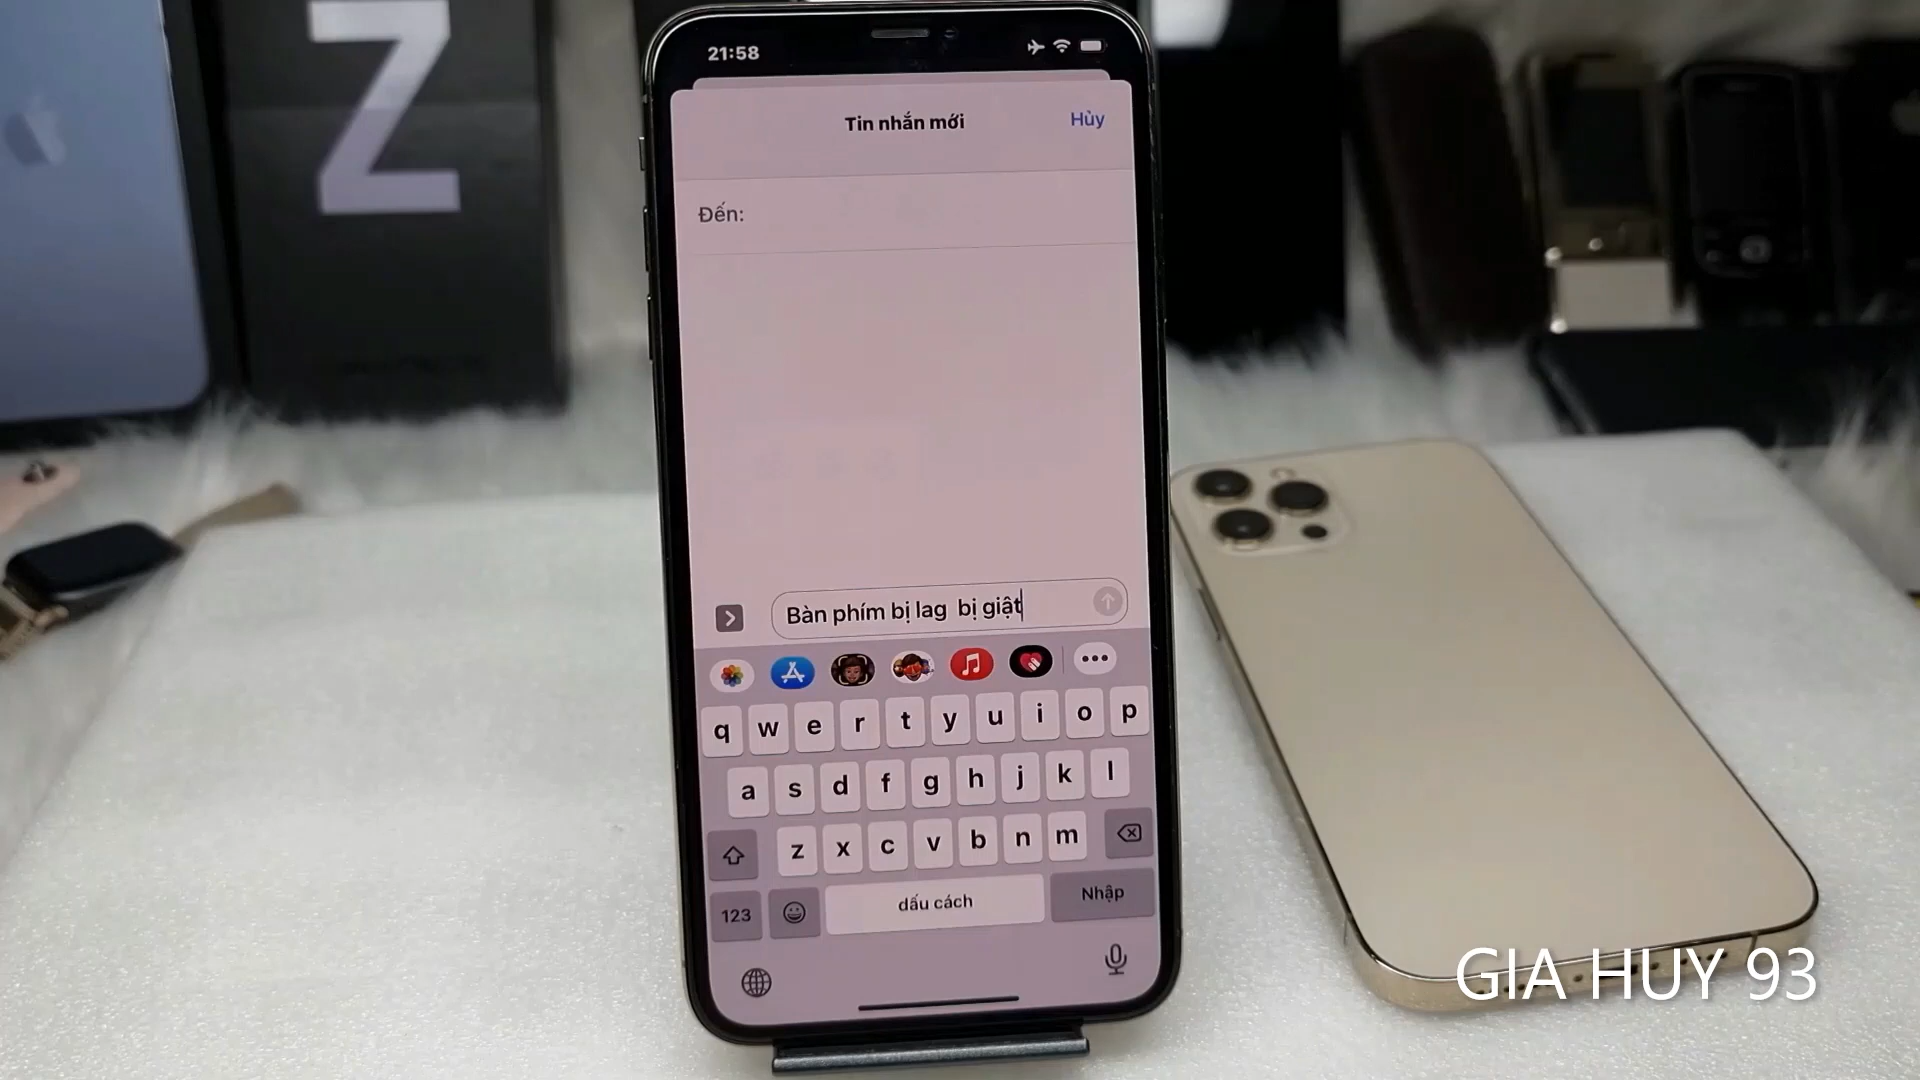 Z
21:58
Tin nhắn mới
Hủy
Đến:
Bàn phím bị lag  bị giật
q w e r t y u i o p
a s d f g h j k l
z x c v b n m
123
dấu cách
Nhập
GIA HUY 93